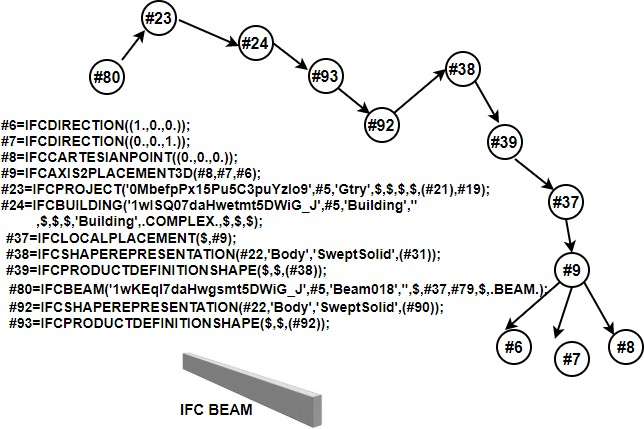 #23
#38
#24
#80
#93
#92
#39
#6=IFCDIRECTION((1.,0.,0.));
#7=IFCDIRECTION((0.,0.,1.));
#8=IFCCARTESIANPOINT((0.,0.,0.));
#9=IFCAXIS2PLACEMENT3D(#8,#7,#6);
#23=IFCPROJECT('0MbefpPx15Pu5C3puYzlo9',#5,'Gtry',$,$,$,$,(#21),#19);
#24=IFCBUILDING('1wISQ07daHwetmt5DWiG_J',#5,'Building',''
,$,$,$,'Building',.COMPLEX.,$,$,$);
#37=IFCLOCALPLACEMENT($,#9);
#38=IFCSHAPEREPRESENTATION(#22,'Body','SweptSolid',(#31));
#39=IFCPRODUCTDEFINITIONSHAPE($,$,(#38));
#80=IFCBEAM('1wKEqI7daHwgsmt5DWiG_J',#5,'Beam018','',$,#37,#79,$,.BEAM.);
#92=IFCSHAPEREPRESENTATION(#22,'Body','SweptSolid',(#90));
#93=IFCPRODUCTDEFINITIONSHAPE($,$,(#92));
#37
#9
#6
#7
#8
IFC BEAM